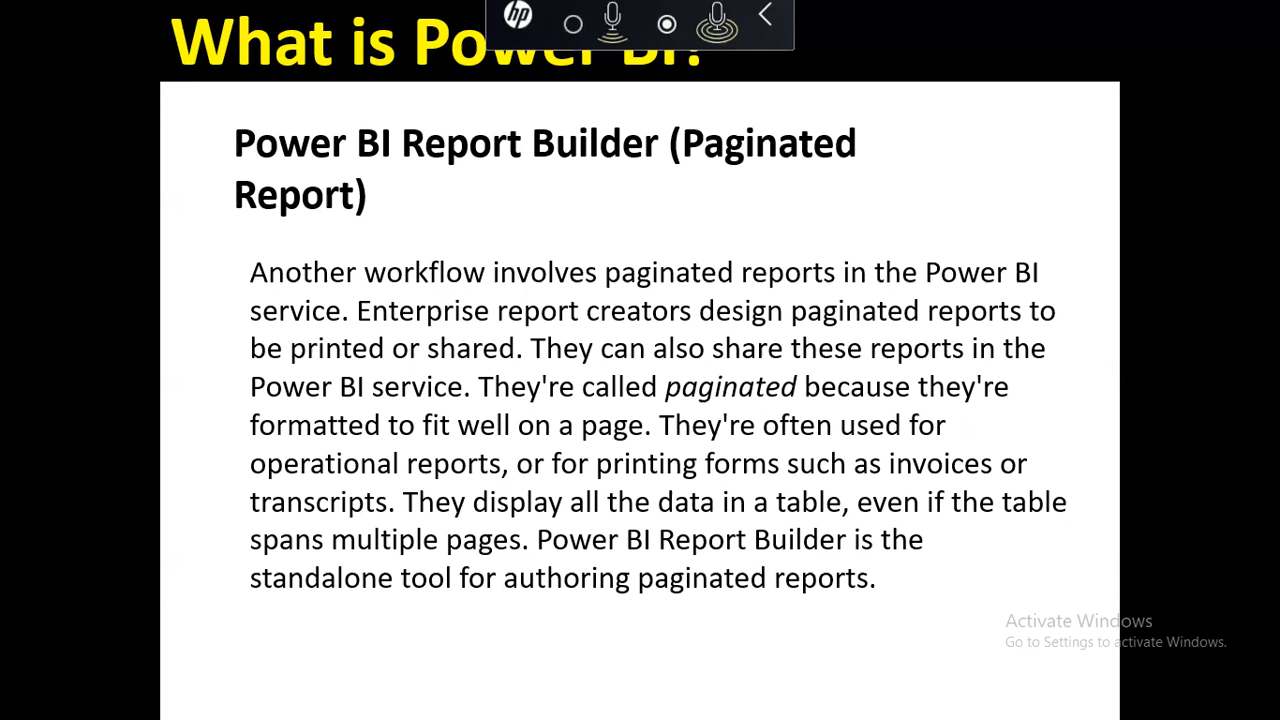 What is Power BI?
hp
Power BI Report Builder (Paginated
Report)
Another workflow involves paginated reports in the Power BI
service. Enterprise report creators design paginated reports to
be printed or shared. They can also share these reports in the
Power BI service. They're called paginated because they're
formatted to fit well on a page. They're often used for
operational reports, or for printing forms such as invoices or
transcripts. They display all the data in a table, even if the table
spans multiple pages. Power BI Report Builder is the
standalone tool for authoring paginated reports.
Activate Windows
Go to Settings to activate Windows.